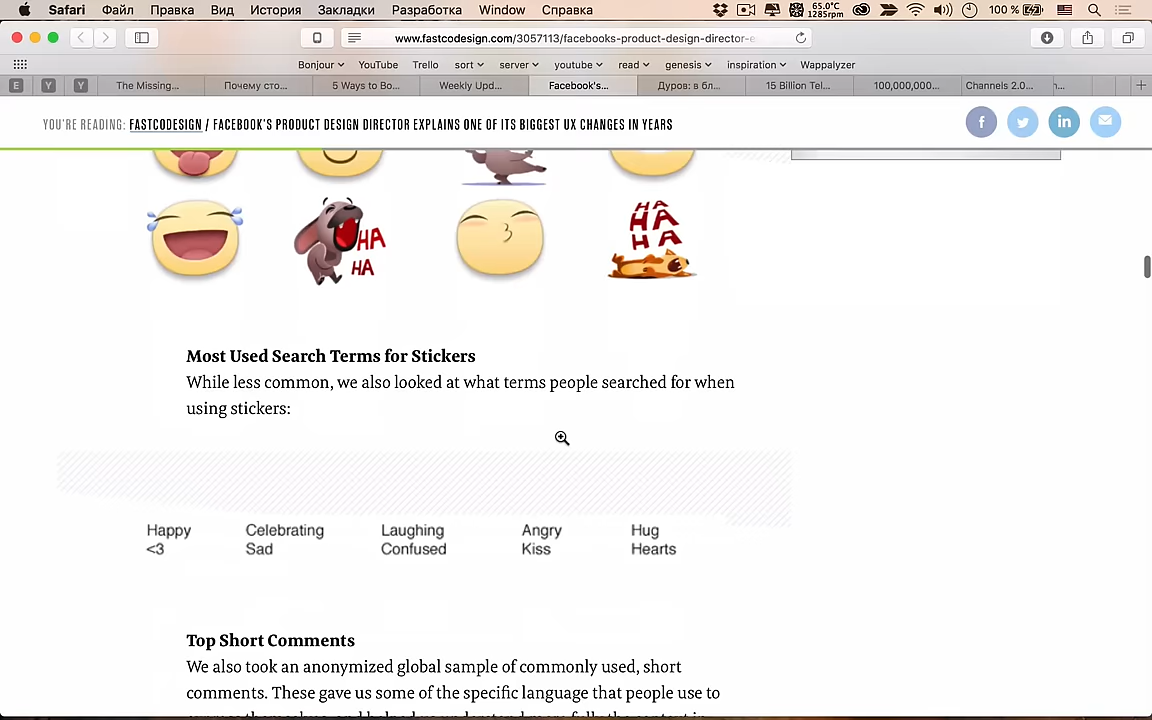 Safari Файл Правка Вид История Закладки Разработка Window Справка 65.0°C 1285rpm 100 %
www.fastcodesign.com/3057113/facebooks-product-design-director-e
Bonjour YouTube Trello sort server youtube read genesis inspiration Wappalyzer
E Y Y The Missing... Почему сто... 5 Ways to Bo... Weekly Upd... Facebook's... Дуров: в бл... 15 Billion Tel... 100,000,000... Channels 2.0...
YOU'RE READING: FASTCODESIGN / FACEBOOK'S PRODUCT DESIGN DIRECTOR EXPLAINS ONE OF ITS BIGGEST UX CHANGES IN YEARS
HA
HA
HA
HA
HA HA
Most Used Search Terms for Stickers
While less common, we also looked at what terms people searched for when
using stickers:
Happy Celebrating Laughing Angry Hug
<3 Sad Confused Kiss Hearts
Top Short Comments
We also took an anonymized global sample of commonly used, short
comments. These gave us some of the specific language that people use to